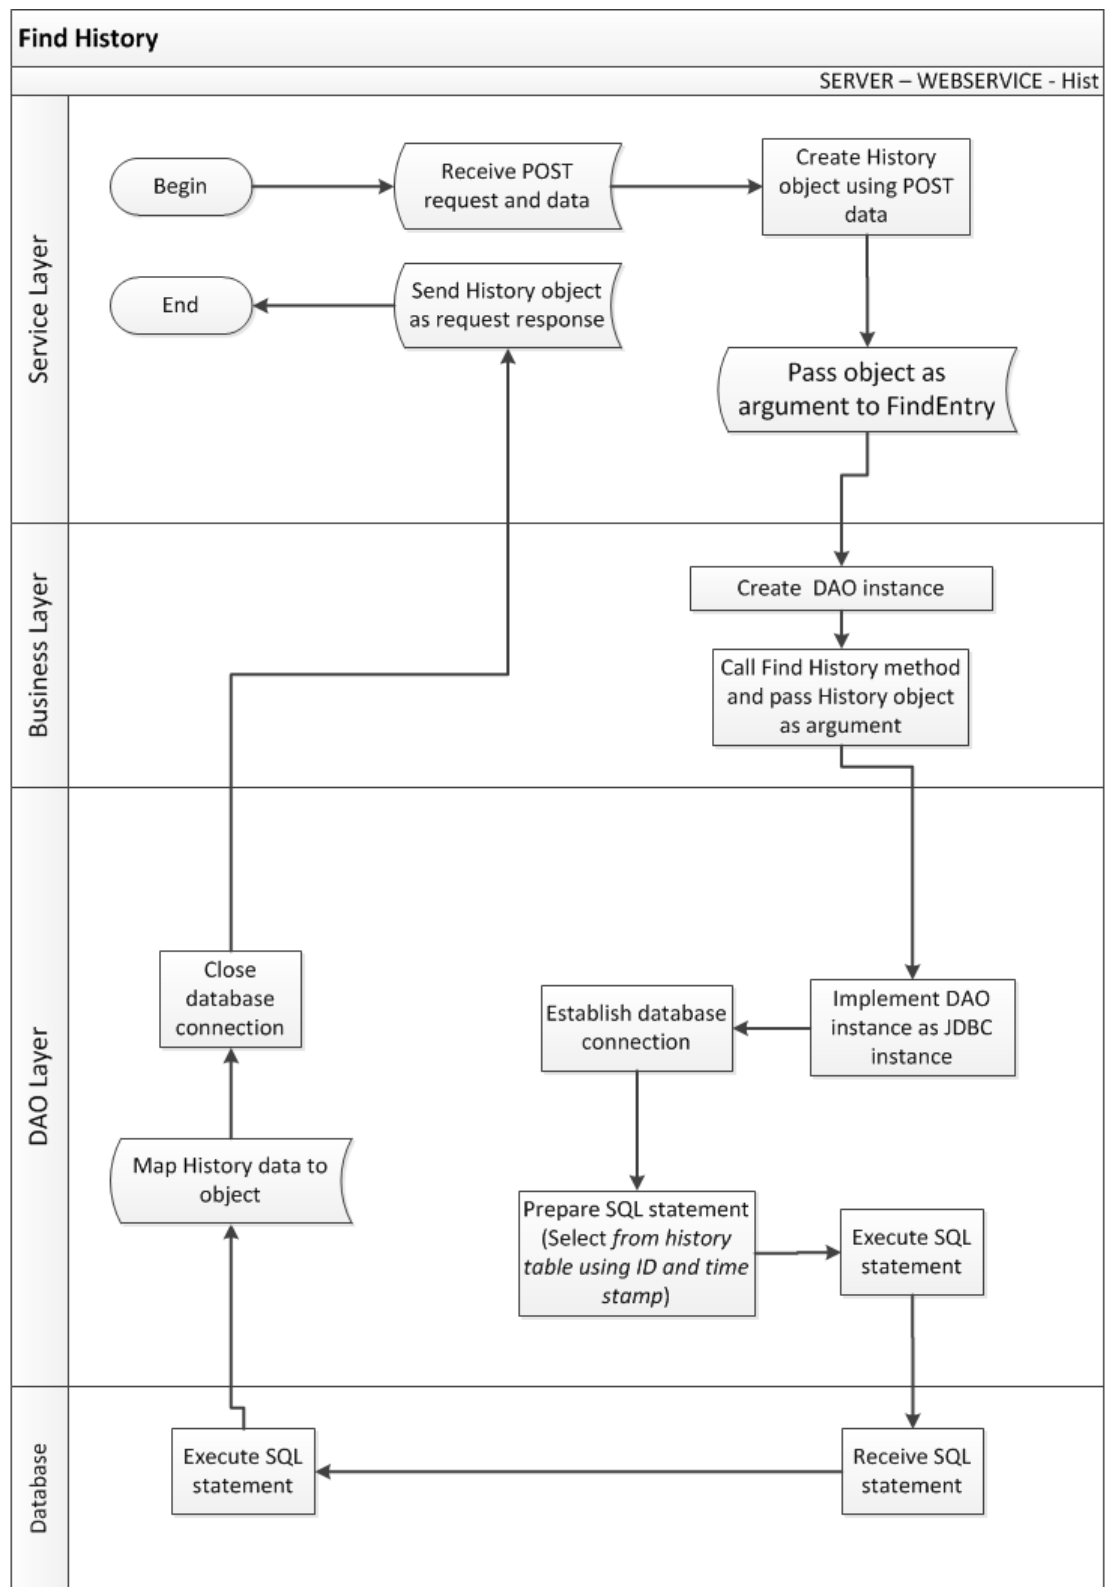 Find History
SERVER – WEBSERVICE - Hist
Service Layer
Begin
Receive POST
request and data
Create History
object using POST
data
End
Send History object
as request response
Pass object as
argument to FindEntry
Business Layer
Create  DAO instance
Call Find History method
and pass History object
as argument
DAO Layer
Close
database
connection
Establish database
connection
Implement DAO
instance as JDBC
instance
Map History data to
object
Prepare SQL statement
(Select from history
table using ID and time
stamp)
Execute SQL
statement
Database
Execute SQL
statement
Receive SQL
statement